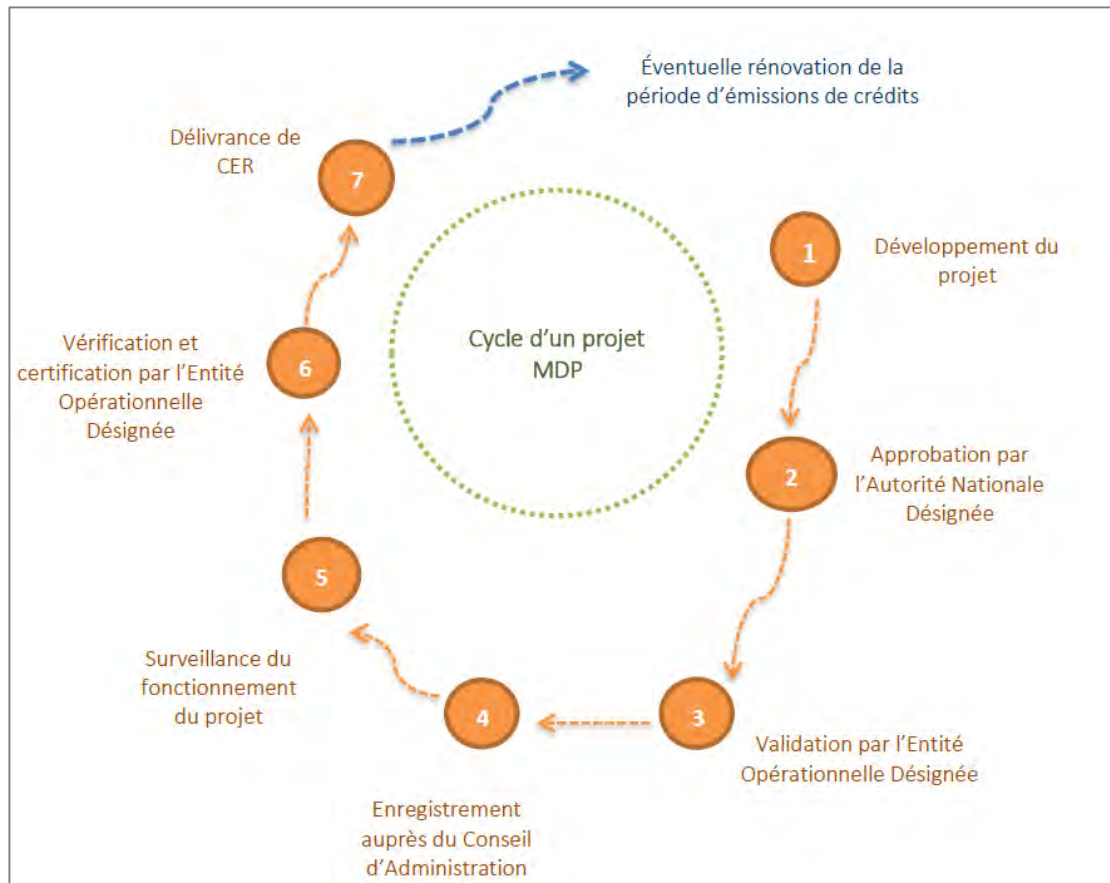 Cycle d’un projet
MDP
1
Développement du
projet
2
Approbation par
l’Autorité Nationale
Désignée
3
Validation par l’Entité
Opérationnelle Désignée
4
Enregistrement
auprès du Conseil
d’Administration
5
Surveillance du
fonctionnement
du projet
6
Vérification et
certification par l’Entité
Opérationnelle
Désignée
7
Délivrance de
CER
Éventuelle rénovation de la
période d’émissions de crédits